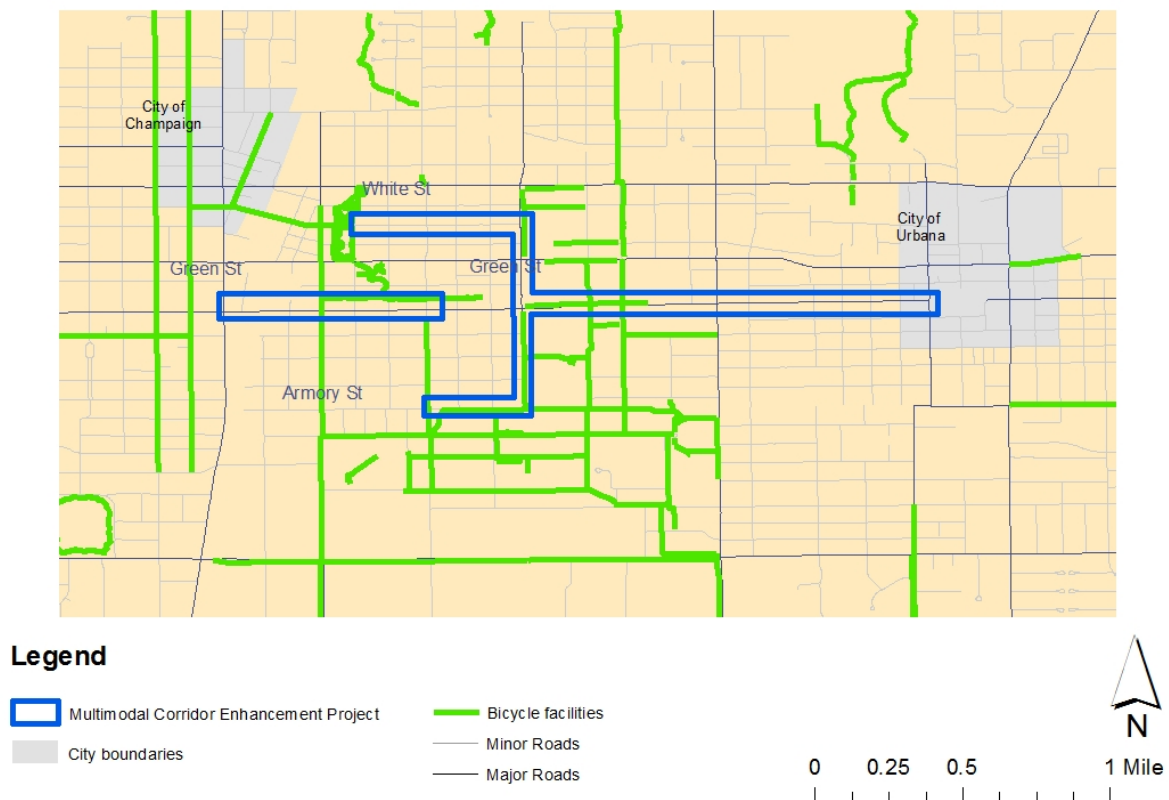 City of
Champaign
White St
City of
Urbana
Green St
Green St
Armory St
Legend
Multimodal Corridor Enhancement Project
City boundaries
Bicycle facilities
Minor Roads
Major Roads
N
0 0.25 0.5 1 Mile